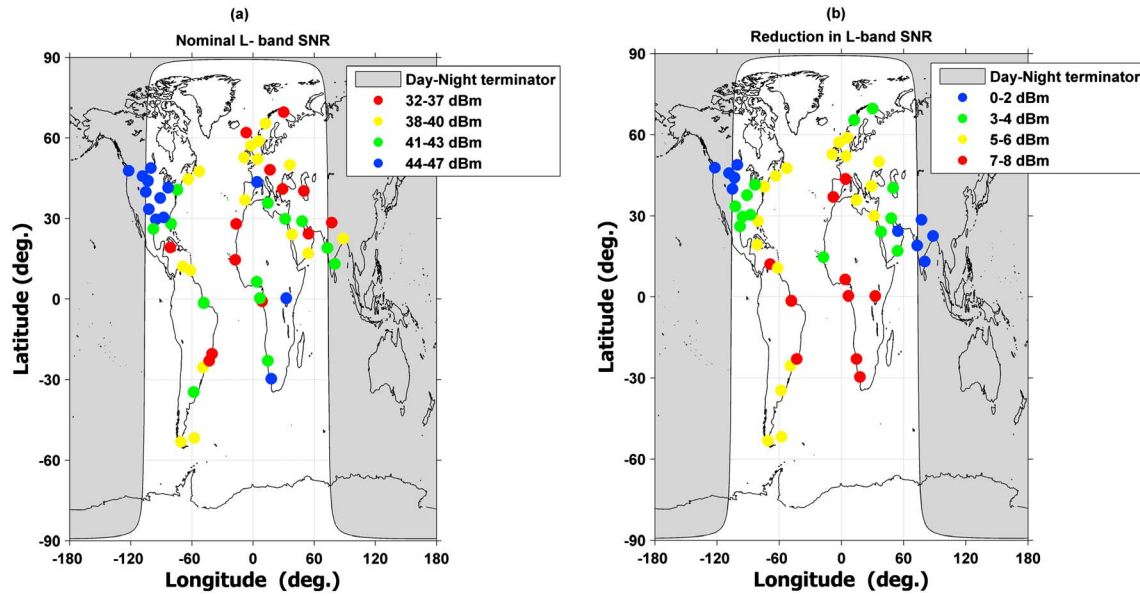 (a)
Nominal L- band SNR
90
60
30
0
-30
-60
-90
Latitude (deg.)
-180
-120
-60
0
60
120
180
Longitude (deg.)
Day-Night terminator
32-37 dBm
38-40 dBm
41-43 dBm
44-47 dBm
(b)
Reduction in L-band SNR
90
60
30
0
-30
-60
-90
Latitude (deg.)
-180
-120
-60
0
60
120
180
Longitude (deg.)
Day-Night terminator
0-2 dBm
3-4 dBm
5-6 dBm
7-8 dBm